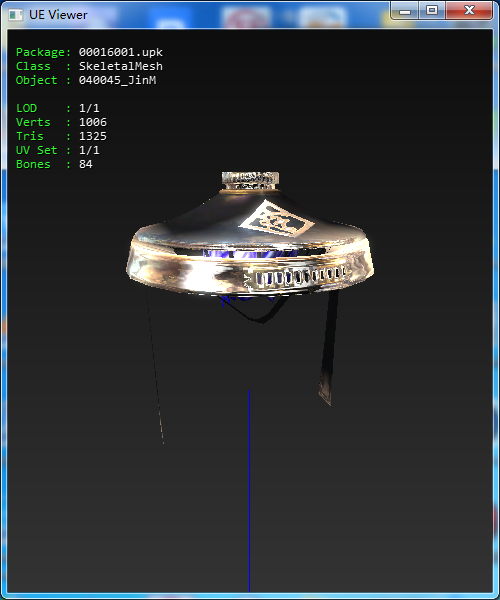 UE Viewer
Package: 00016001.upk
Class : SkeletalMesh
Object : 040045_JinM
LOD : 1/1
Verts : 1006
Tris : 1325
UV Set : 1/1
Bones : 84